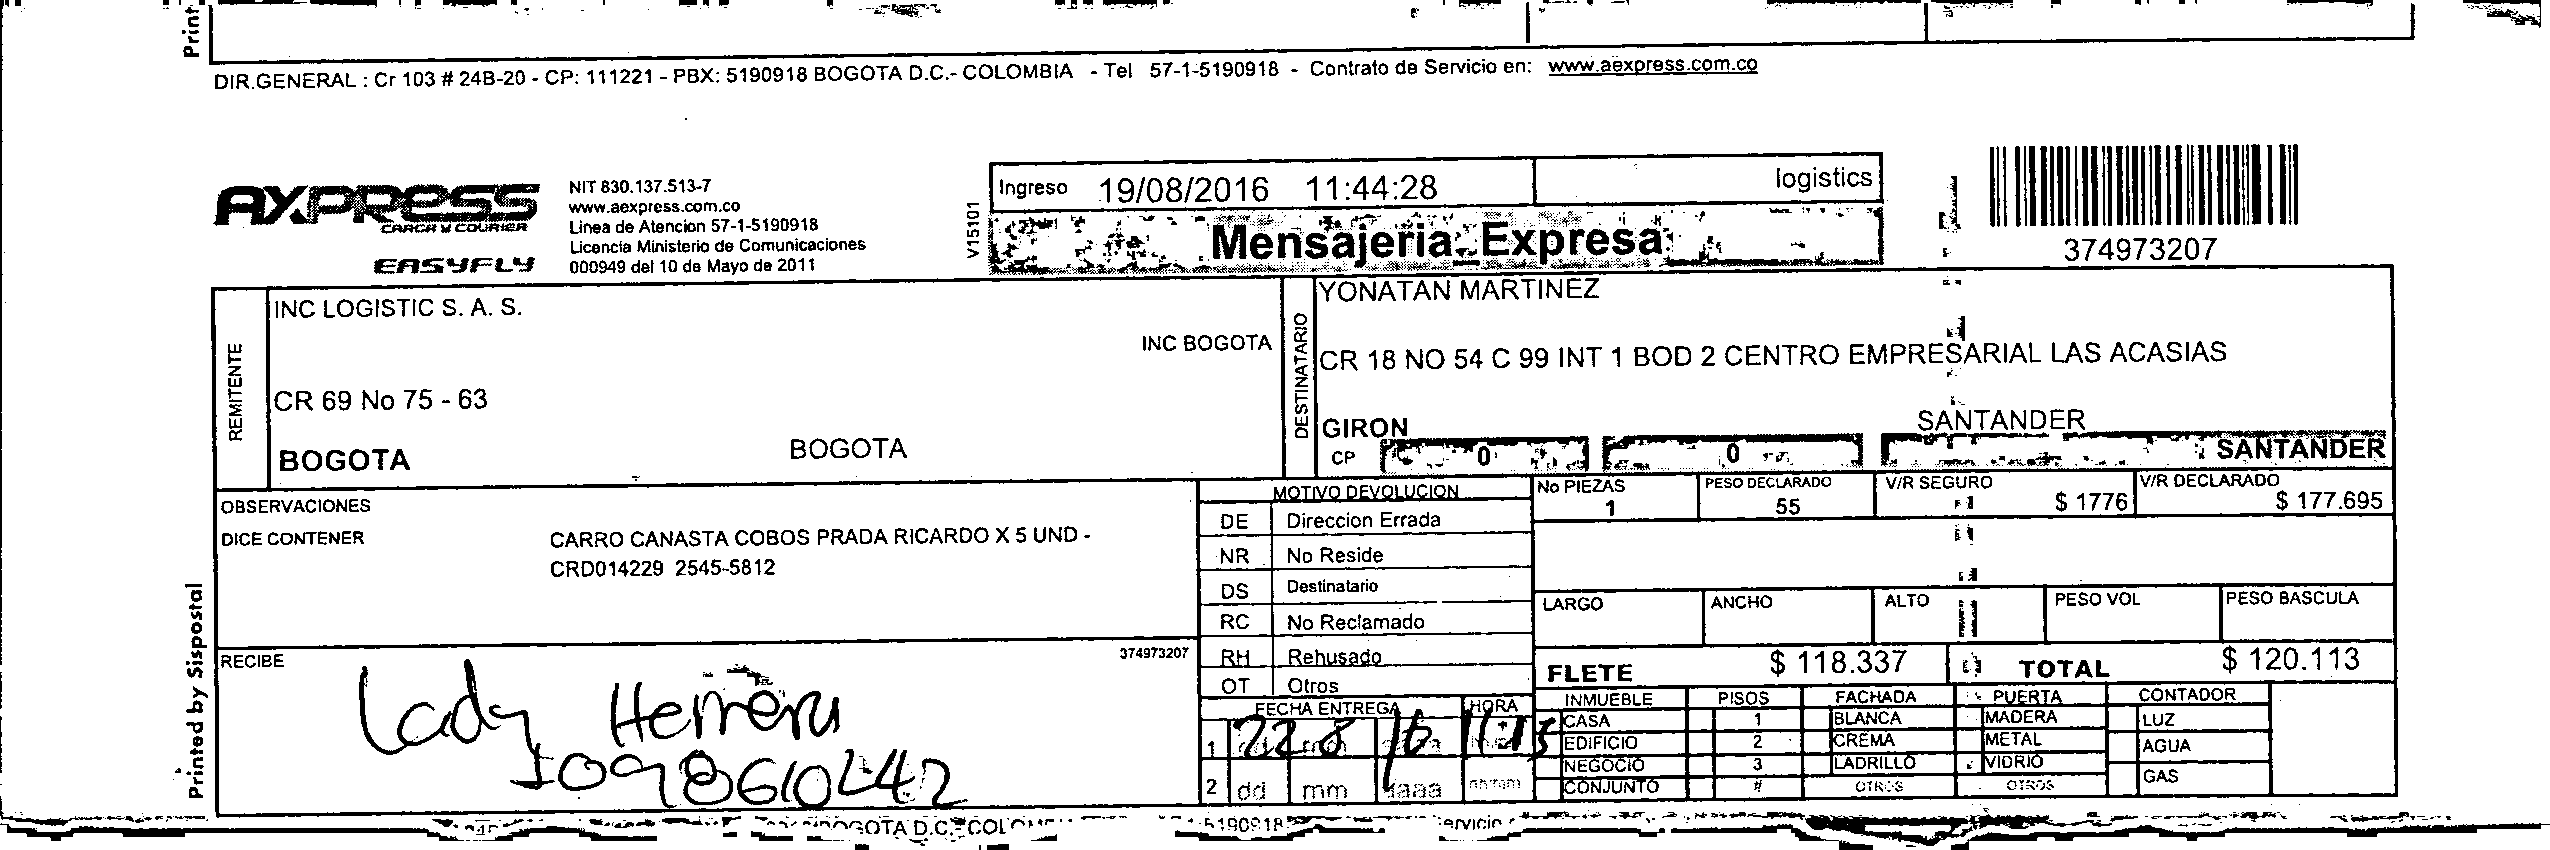 Print
DIR.GENERAL : Cr 103 # 24B-20 - CP: 111221 - PBX: 5190918 BOGOTA D.C.- COLOMBIA - Tel 57-1-5190918 - Contrato de Servicio en: www.aexpress.com.co
AXPRESS
CARGA Y COURIER
EASYFLY
NIT 830.137.513-7
www.aexpress.com.co
Linea de Atencion 57-1-5190918
Licencia Ministerio de Comunicaciones
000949 del 10 de Mayo de 2011
V15101
Ingreso 19/08/2016 11:44:28
logistics
Mensajeria Expresa
374973207
REMITENTE
INC LOGISTIC S. A. S.
INC BOGOTA
CR 69 No 75 - 63
BOGOTA BOGOTA
DESTINATARIO
YONATAN MARTINEZ
CR 18 NO 54 C 99 INT 1 BOD 2 CENTRO EMPRESARIAL LAS ACASIAS
GIRON SANTANDER
CP 0 0 SANTANDER
OBSERVACIONES
DICE CONTENER CARRO CANASTA COBOS PRADA RICARDO X 5 UND -
CRD014229 2545-5812
MOTIVO DEVOLUCION
DE Direccion Errada
NR No Reside
DS Destinatario
RC No Reclamado
RH Rehusado
OT Otros
No PIEZAS PESO DECLARADO V/R SEGURO V/R DECLARADO
1 55 $ 1776 $ 177.695
LARGO ANCHO ALTO PESO VOL PESO BASCULA
FLETE $ 118.337 TOTAL $ 120.113
RECIBE 374973207
Lady Herrera
1098610442
FECHA ENTREGA HORA
1 22 8 16 11:15
2 dd mm aaaa
INMUEBLE PISOS FACHADA PUERTA CONTADOR
CASA 1 BLANCA MADERA LUZ
EDIFICIO 2 CREMA METAL AGUA
NEGOCIO 3 LADRILLO VIDRIO GAS
CONJUNTO # OTROS OTROS
Printed by Sispostal